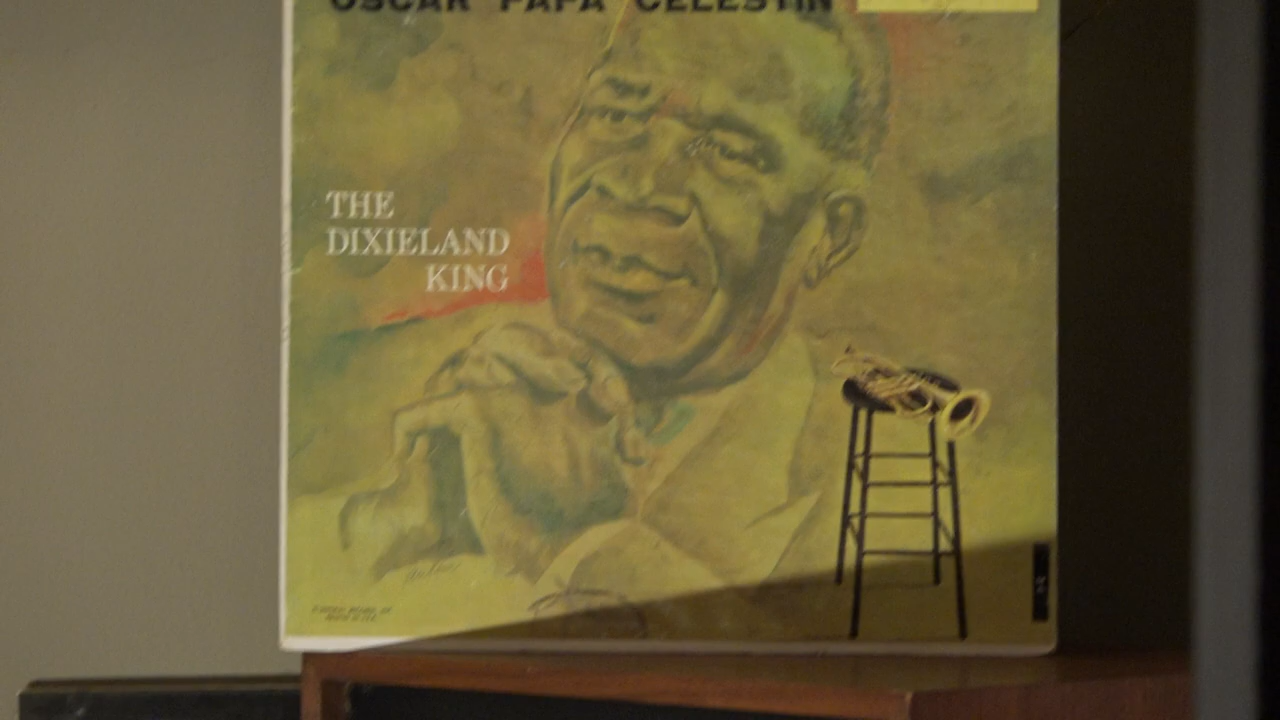 OSCAR "PAPA" CELESTIN
THE
DIXIELAND
KING